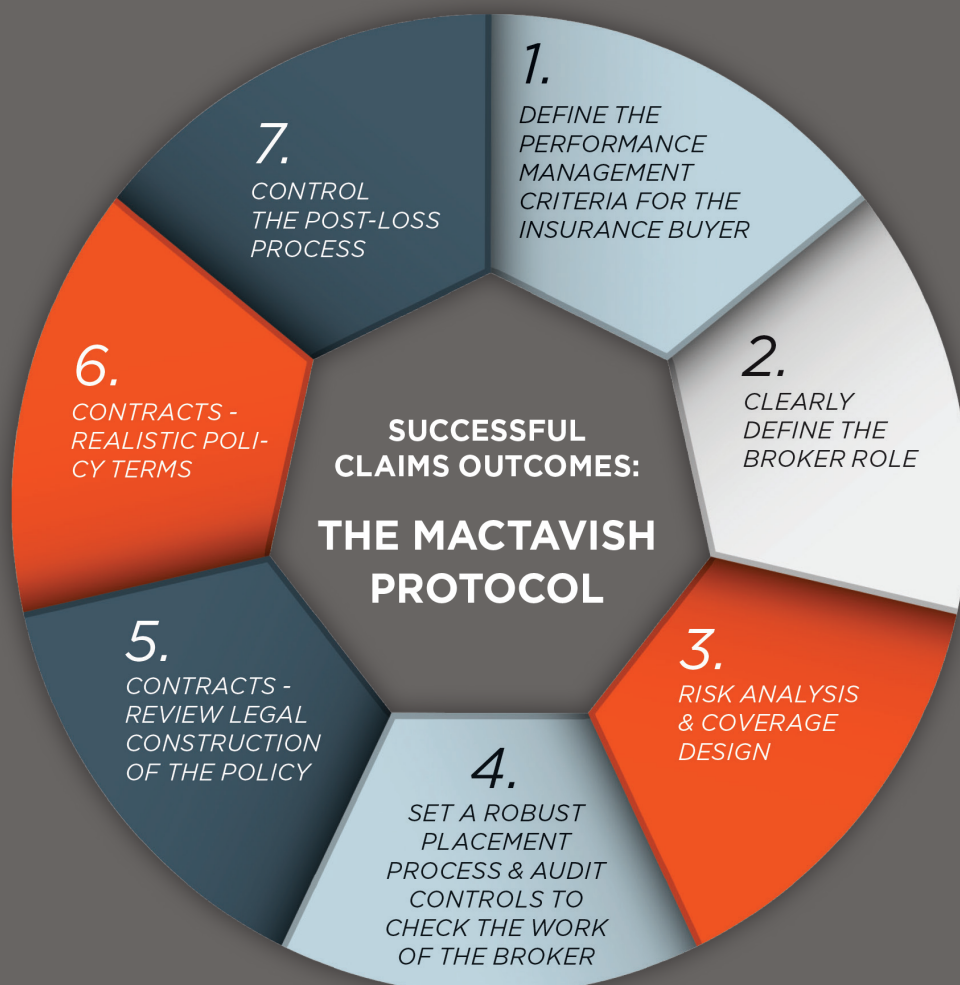 SUCCESSFUL
CLAIMS OUTCOMES:
THE MACTAVISH
PROTOCOL
1.
DEFINE THE
PERFORMANCE
MANAGEMENT
CRITERIA FOR THE
INSURANCE BUYER
2.
CLEARLY
DEFINE THE
BROKER ROLE
3.
RISK ANALYSIS
& COVERAGE
DESIGN
4.
SET A ROBUST
PLACEMENT
PROCESS & AUDIT
CONTROLS TO
CHECK THE WORK
OF THE BROKER
5.
CONTRACTS -
REVIEW LEGAL
CONSTRUCTION
OF THE POLICY
6.
CONTRACTS -
REALISTIC POLI-
CY TERMS
7.
CONTROL
THE POST-LOSS
PROCESS